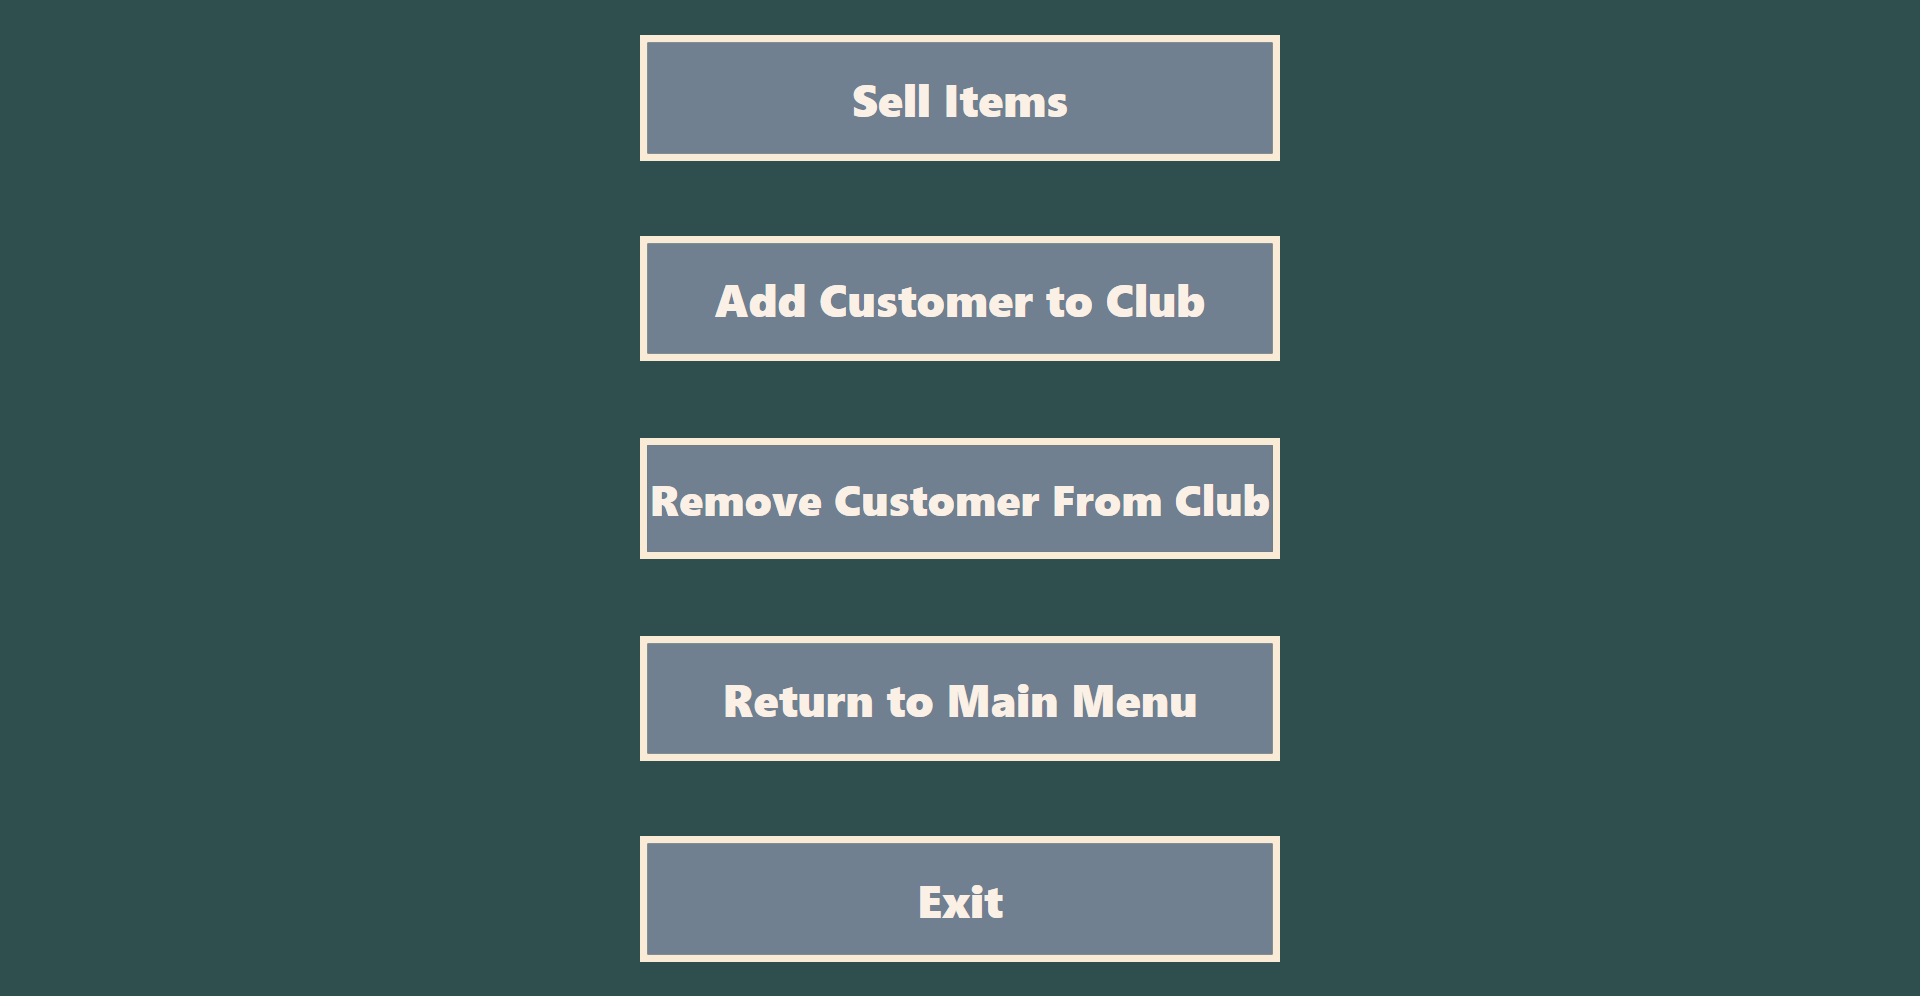 Sell Items
Add Customer to Club
Remove Customer From Club
Return to Main Menu
Exit